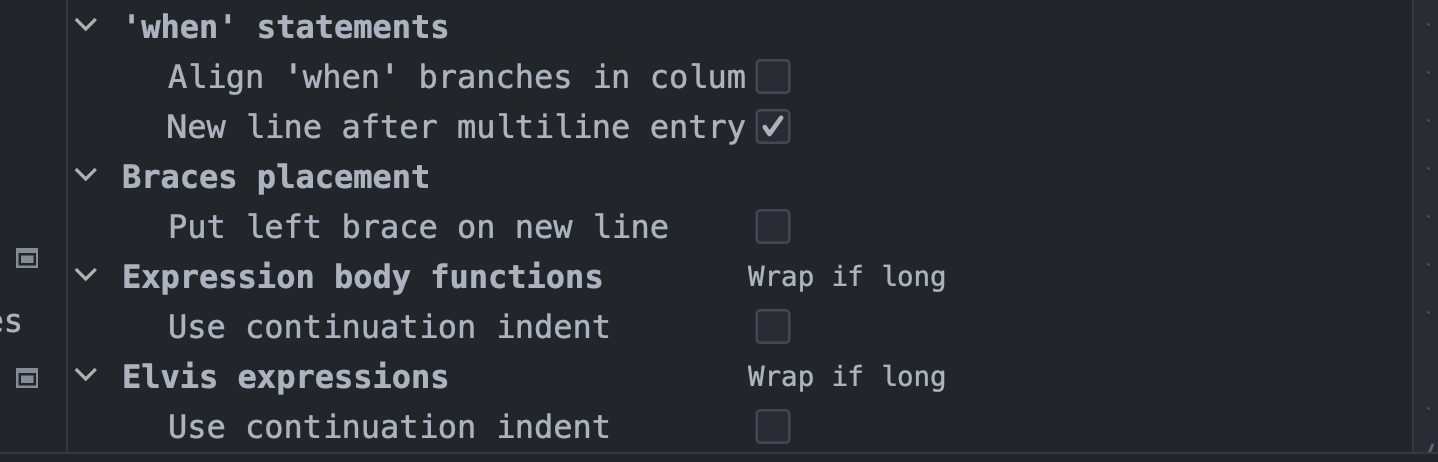 'when' statements
Align 'when' branches in colum
New line after multiline entry
Braces placement
Put left brace on new line
Expression body functions Wrap if long
es
Use continuation indent
Elvis expressions Wrap if long
Use continuation indent